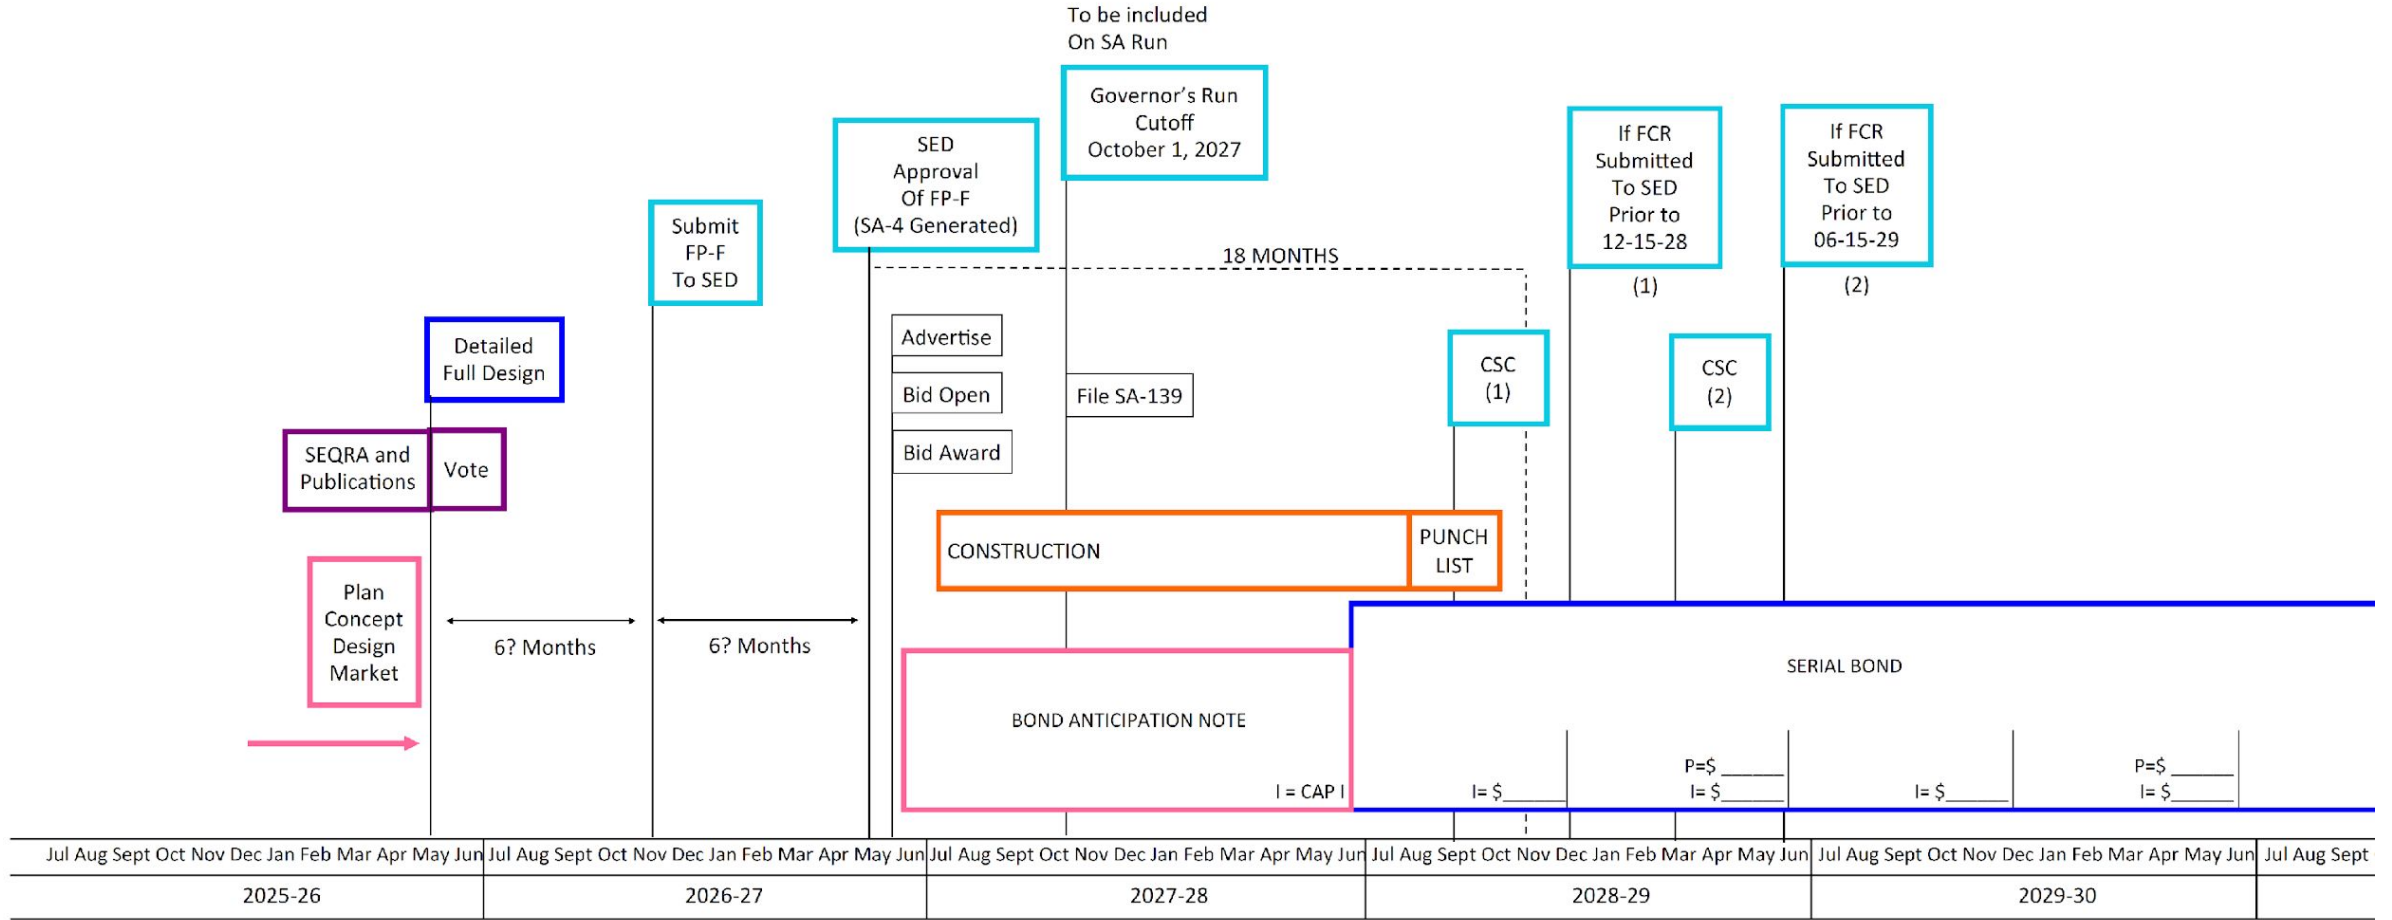 To be included
On SA Run
Governor's Run
Cutoff
October 1, 2027
SED
Approval
Of FP-F
(SA-4 Generated)
If FCR
Submitted
To SED
Prior to
12-15-28
(1)
If FCR
Submitted
To SED
Prior to
06-15-29
(2)
Submit
FP-F
To SED
18 MONTHS
Detailed
Full Design
Advertise
Bid Open
Bid Award
File SA-139
CSC
(1)
CSC
(2)
SEQRA and
Publications
Vote
CONSTRUCTION
PUNCH
LIST
Plan
Concept
Design
Market
6? Months
6? Months
SERIAL BOND
BOND ANTICIPATION NOTE
I = CAP I
I= $______
P=$ ______
I= $______
I= $______
P=$ ______
I= $______
Jul Aug Sept Oct Nov Dec Jan Feb Mar Apr May Jun Jul Aug Sept Oct Nov Dec Jan Feb Mar Apr May Jun Jul Aug Sept Oct Nov Dec Jan Feb Mar Apr May Jun Jul Aug Sept Oct Nov Dec Jan Feb Mar Apr May Jun Jul Aug Sept Oct Nov Dec Jan Feb Mar Apr May Jun Jul Aug Sept
2025-26 2026-27 2027-28 2028-29 2029-30